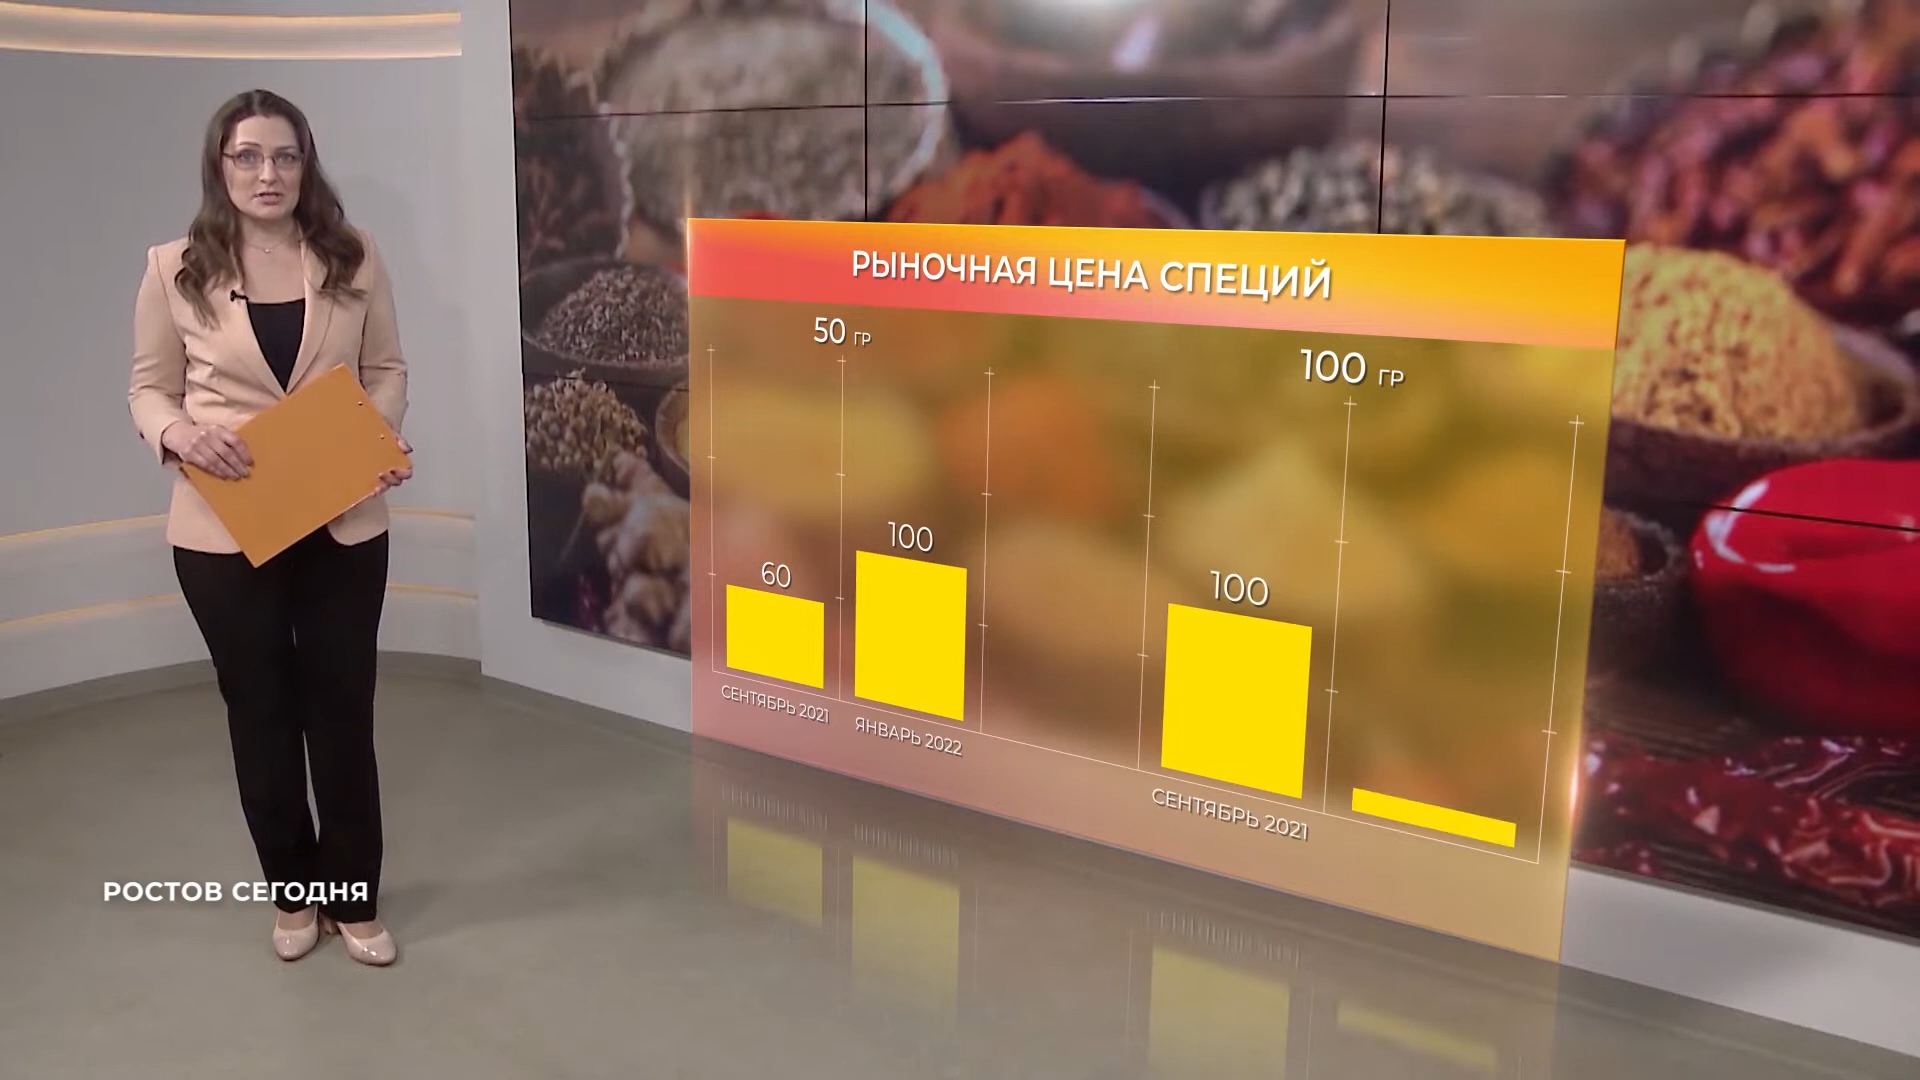 РЫНОЧНАЯ ЦЕНА СПЕЦИЙ
50 ГР
100 ГР
60
100
100
СЕНТЯБРЬ 2021
ЯНВАРЬ 2022
СЕНТЯБРЬ 2021
РОСТОВ СЕГОДНЯ